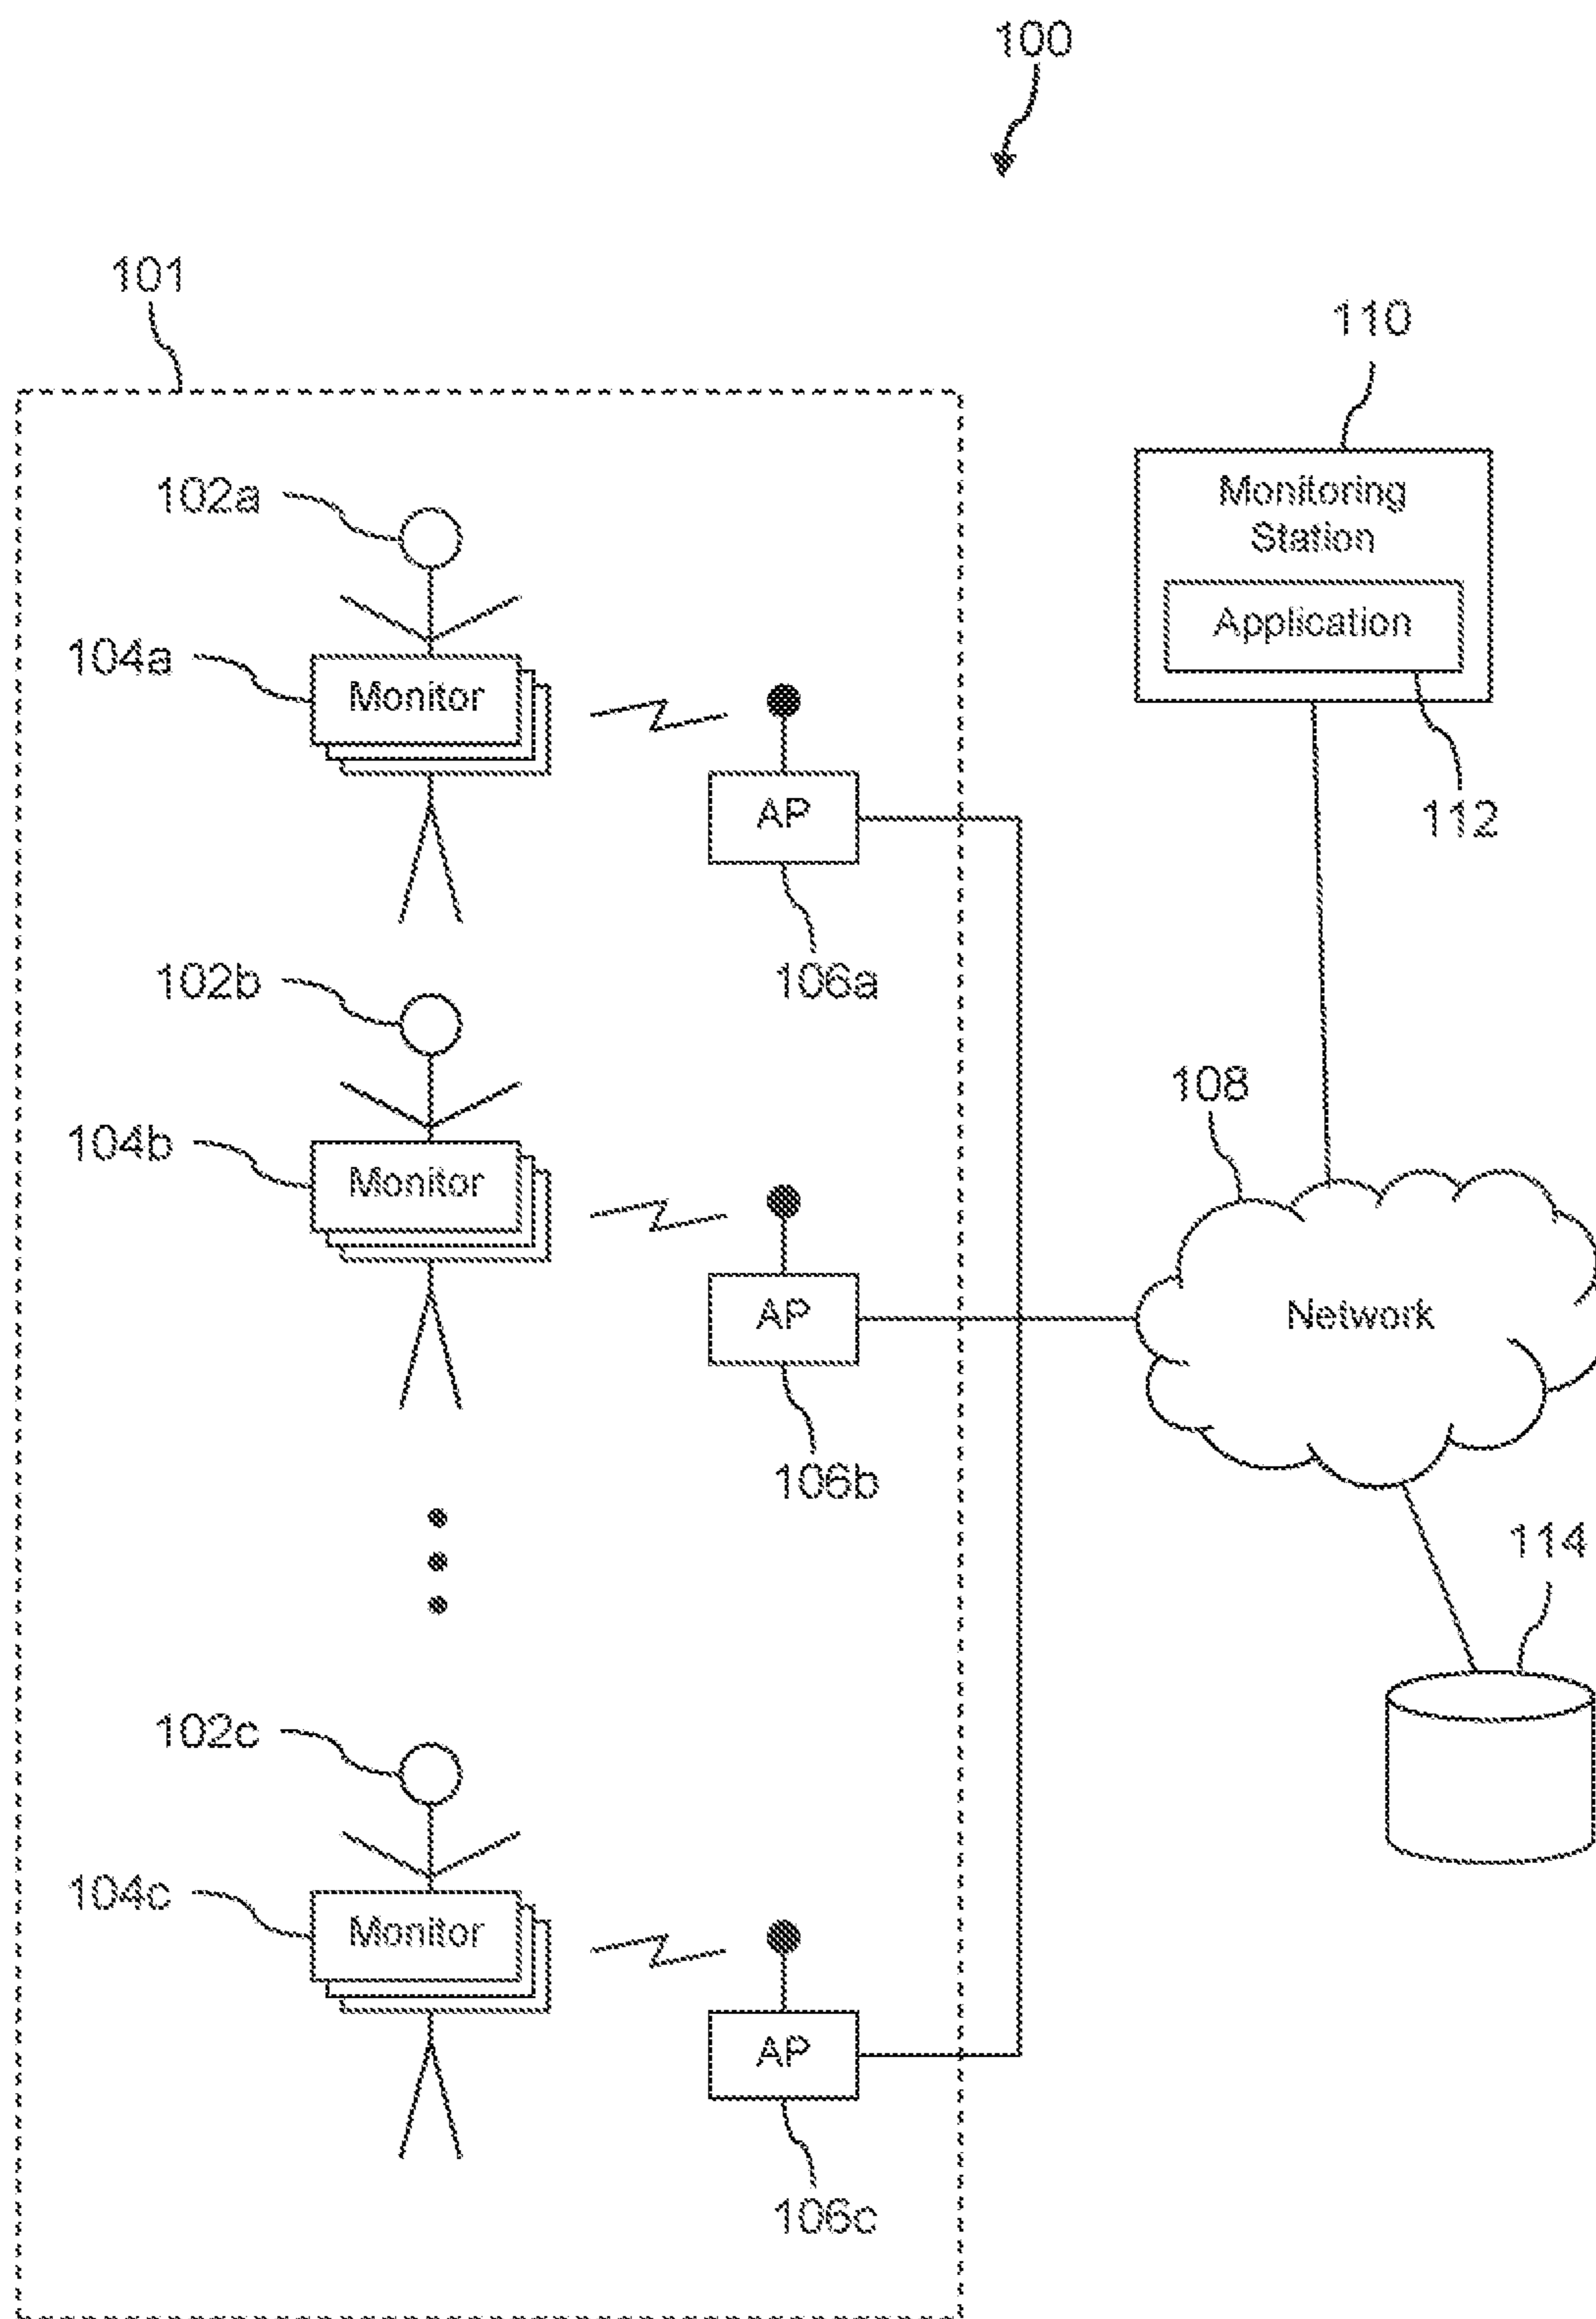 100
101
110
Monitoring
Station
Application
112
102a
104a
Monitor
AP
106a
102b
104b
Monitor
AP
106b
108
Network
114
102c
104c
Monitor
AP
106c